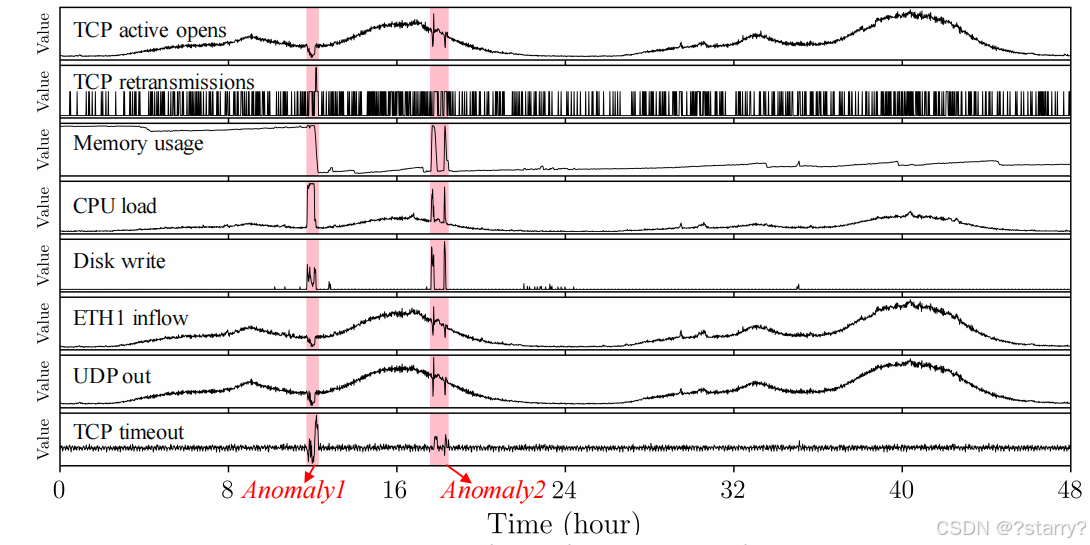 Value TCP active opens
Value TCP retransmissions
Value Memory usage
Value CPU load
Value Disk write
Value ETH1 inflow
Value UDP out
Value TCP timeout
0 8 Anomaly1 16 Anomaly2 24 32 40 48
Time (hour)
CSDN @?starry?